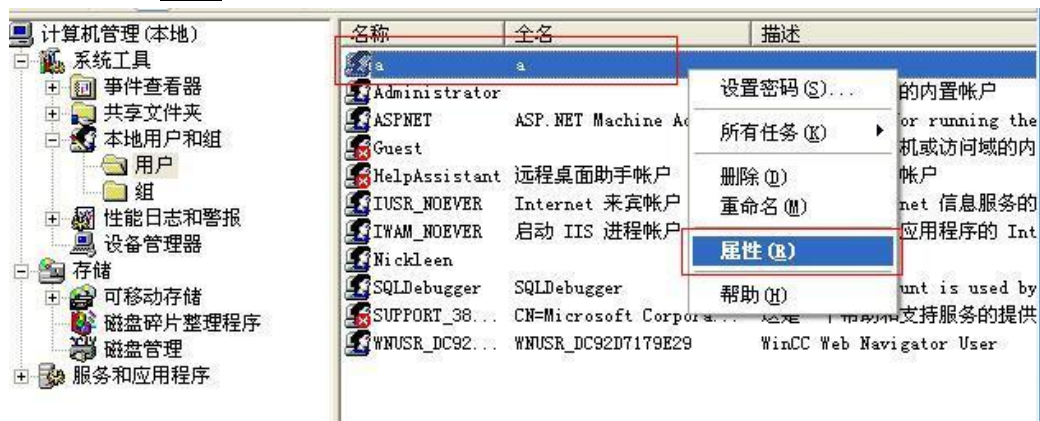 计算机管理(本地)
系统工具
事件查看器
共享文件夹
本地用户和组
用户
组
性能日志和警报
设备管理器
存储
可移动存储
磁盘碎片整理程序
磁盘管理
服务和应用程序
名称 全名 描述
a a
Administrator 的内置帐户
ASPNET ASP.NET Machine Ac or running the
Guest 机或访问域的内
HelpAssistant 远程桌面助手帐户 帐户
IUSR_NOEVER Internet 来宾帐户 net 信息服务的
IWAM_NOEVER 启动 IIS 进程帐户 应用程序的 Int
Nickleen
SQLDebugger SQLDebugger unt is used by
SUPPORT_38... CN=Microsoft Corpora... 这是一个帮助和支持服务的提供
WNUSR_DC92... WNUSR_DC92D7179E29 WinCC Web Navigator User
设置密码(S)...
所有任务(K)
删除(D)
重命名(M)
属性(R)
帮助(H)